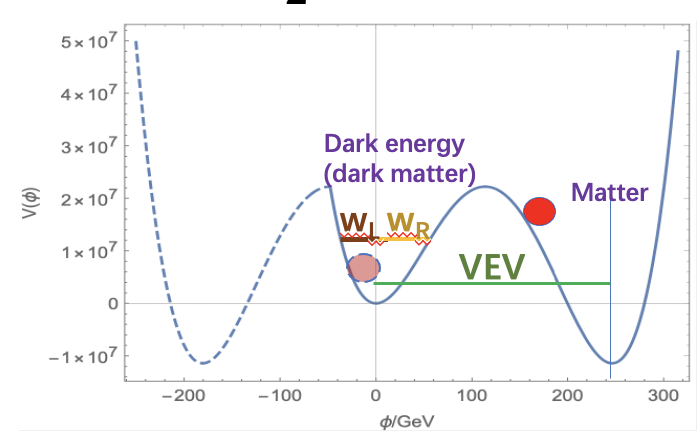 2
5×10⁷
4×10⁷
3×10⁷
2×10⁷
1×10⁷
0
−1×10⁷
V(ϕ)
Dark energy
(dark matter)
Matter
W_L W_R
VEV
−200 −100 0 100 200 300
ϕ/GeV